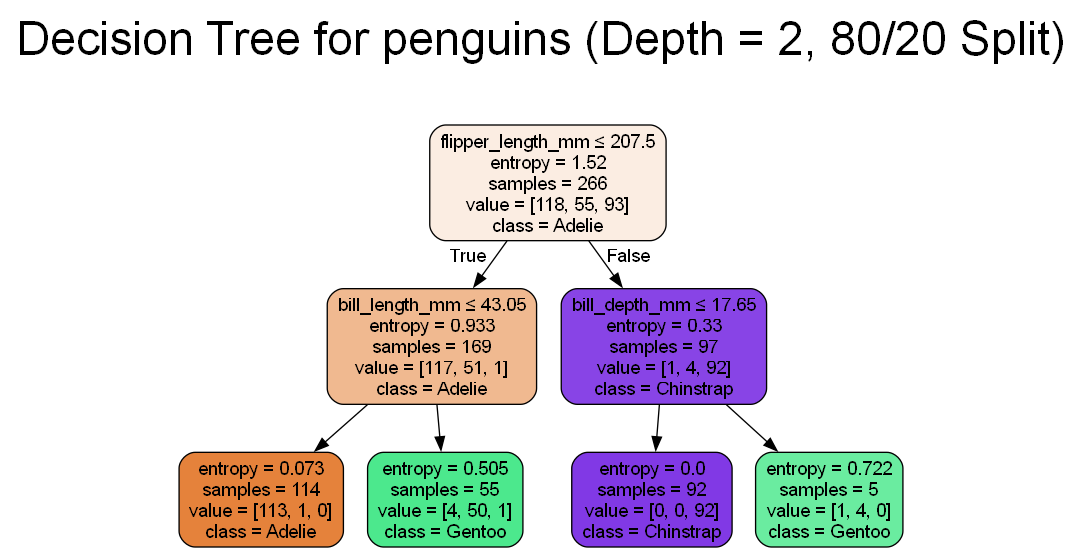 Decision Tree for penguins (Depth = 2, 80/20 Split)
flipper_length_mm ≤ 207.5
entropy = 1.52
samples = 266
value = [118, 55, 93]
class = Adelie
True
False
bill_length_mm ≤ 43.05
entropy = 0.933
samples = 169
value = [117, 51, 1]
class = Adelie
bill_depth_mm ≤ 17.65
entropy = 0.33
samples = 97
value = [1, 4, 92]
class = Chinstrap
entropy = 0.073
samples = 114
value = [113, 1, 0]
class = Adelie
entropy = 0.505
samples = 55
value = [4, 50, 1]
class = Gentoo
entropy = 0.0
samples = 92
value = [0, 0, 92]
class = Chinstrap
entropy = 0.722
samples = 5
value = [1, 4, 0]
class = Gentoo